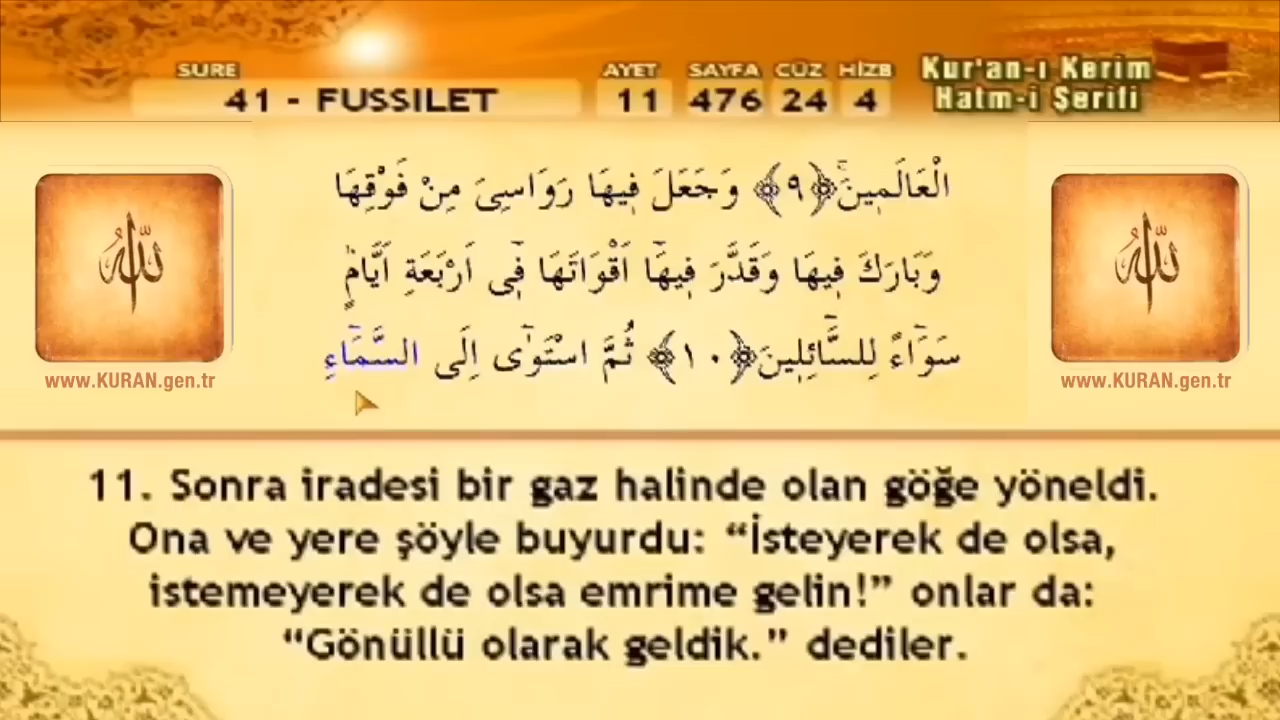 SURE
41 - FUSSILET
AYET
11
SAYFA
476
CÜZ
24
HİZB
4
Kur'an-ı Kerim
Hatm-i Şerifi
الْعَالَمٖينَۚ ﴿٩﴾ وَجَعَلَ فٖيهَا رَوَاسِىَ مِنْ فَوْقِهَا
وَبَارَكَ فٖيهَا وَقَدَّرَ فٖيهَٓا اَقْوَاتَهَا فٖٓى اَرْبَعَةِ اَيَّامٍؕ
سَوَٓاءً لِلسَّٓائِلٖينَ ﴿١٠﴾ ثُمَّ اسْتَوٰٓى اِلَى السَّمَٓاءِ
الله
www.KURAN.gen.tr
الله
www.KURAN.gen.tr
11. Sonra iradesi bir gaz halinde olan göğe yöneldi.
Ona ve yere şöyle buyurdu: “İsteyerek de olsa,
istemeyerek de olsa emrime gelin!” onlar da:
“Gönüllü olarak geldik.” dediler.